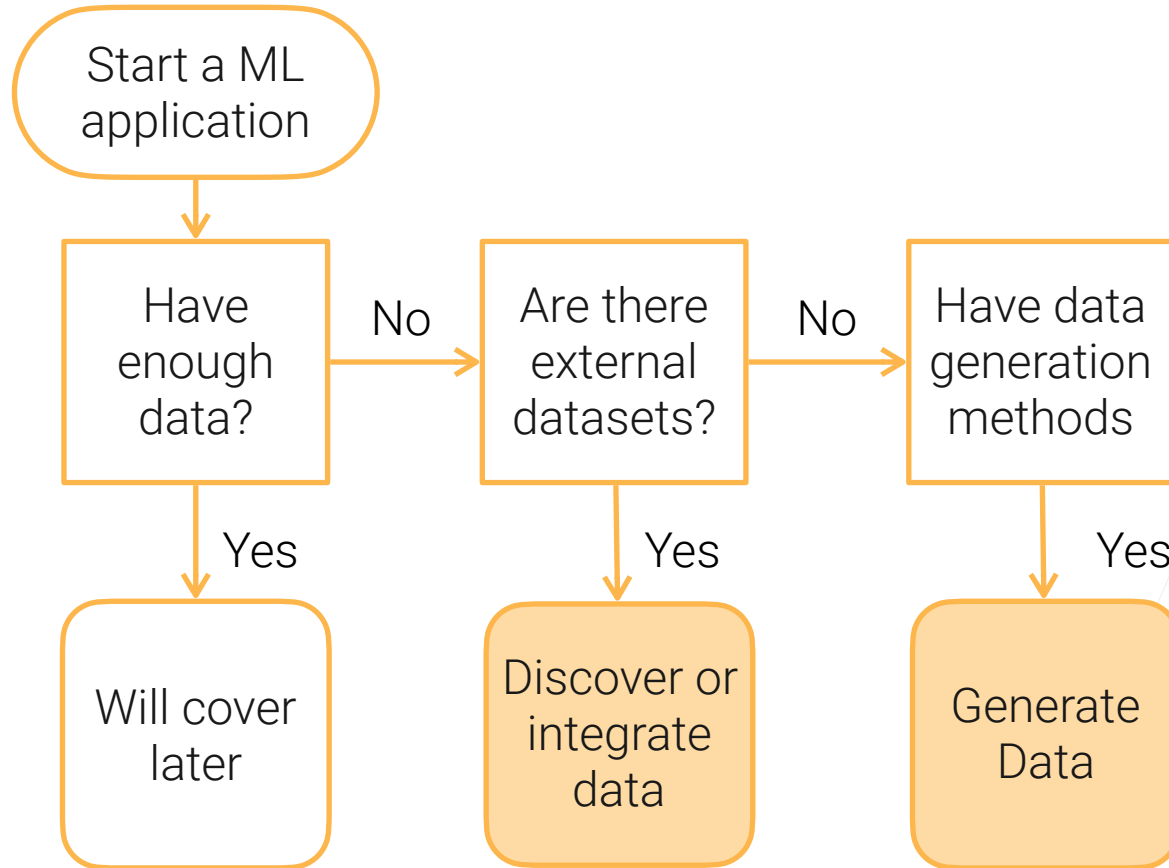 Start a ML
application
Have
enough
data?
No
Are there
external
datasets?
No
Have data
generation
methods
Yes
Yes
Yes
Will cover
later
Discover or
integrate
data
Generate
Data